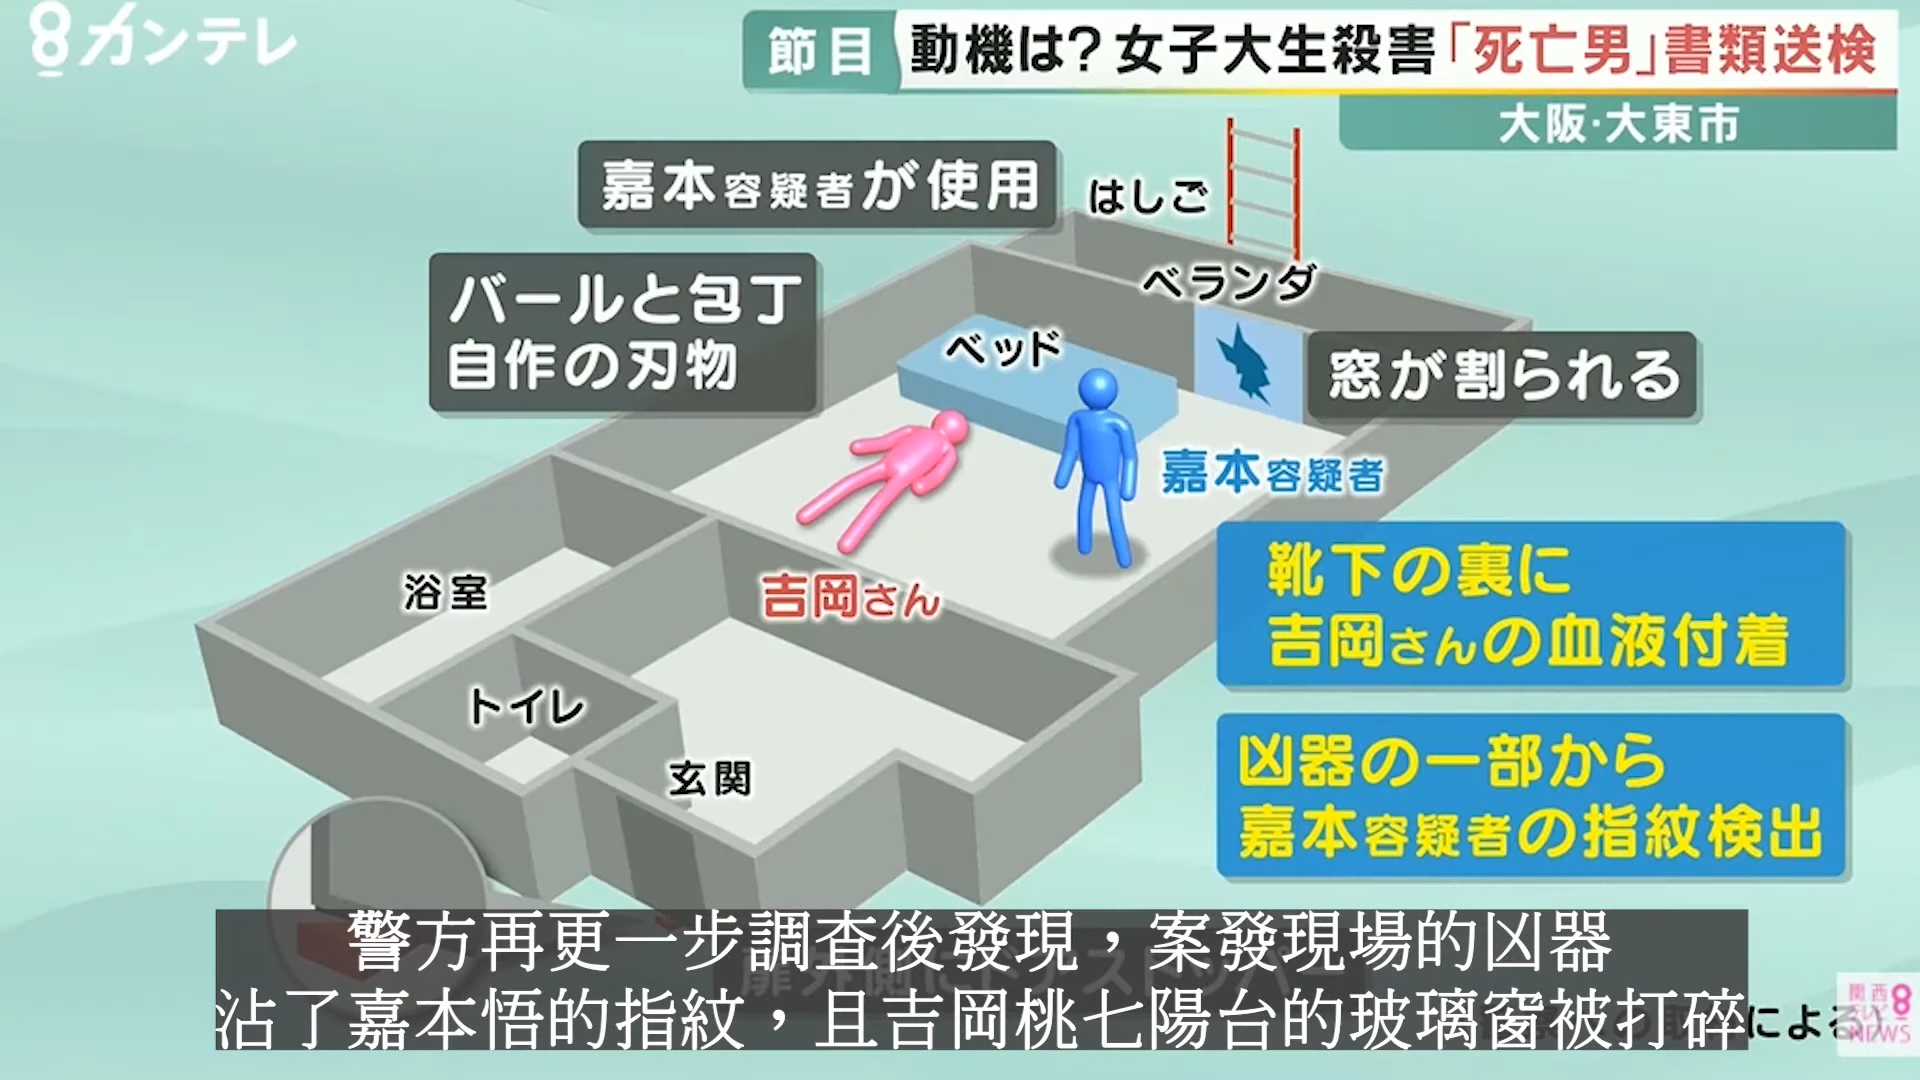 8カンテレ
節目
動機は?女子大生殺害「死亡男」書類送検
大阪・大東市
嘉本容疑者が使用
はしご
ベランダ
バールと包丁
自作の刃物
ベッド
窓が割られる
嘉本容疑者
吉岡さん
靴下の裏に
吉岡さんの血液付着
浴室
トイレ
玄関
凶器の一部から
嘉本容疑者の指紋検出
警方再更一步調查後發現，案發現場的凶器
沾了嘉本悟的指紋，且吉岡桃七陽台的玻璃窗被打碎
による
関西
テレ8
NEWS